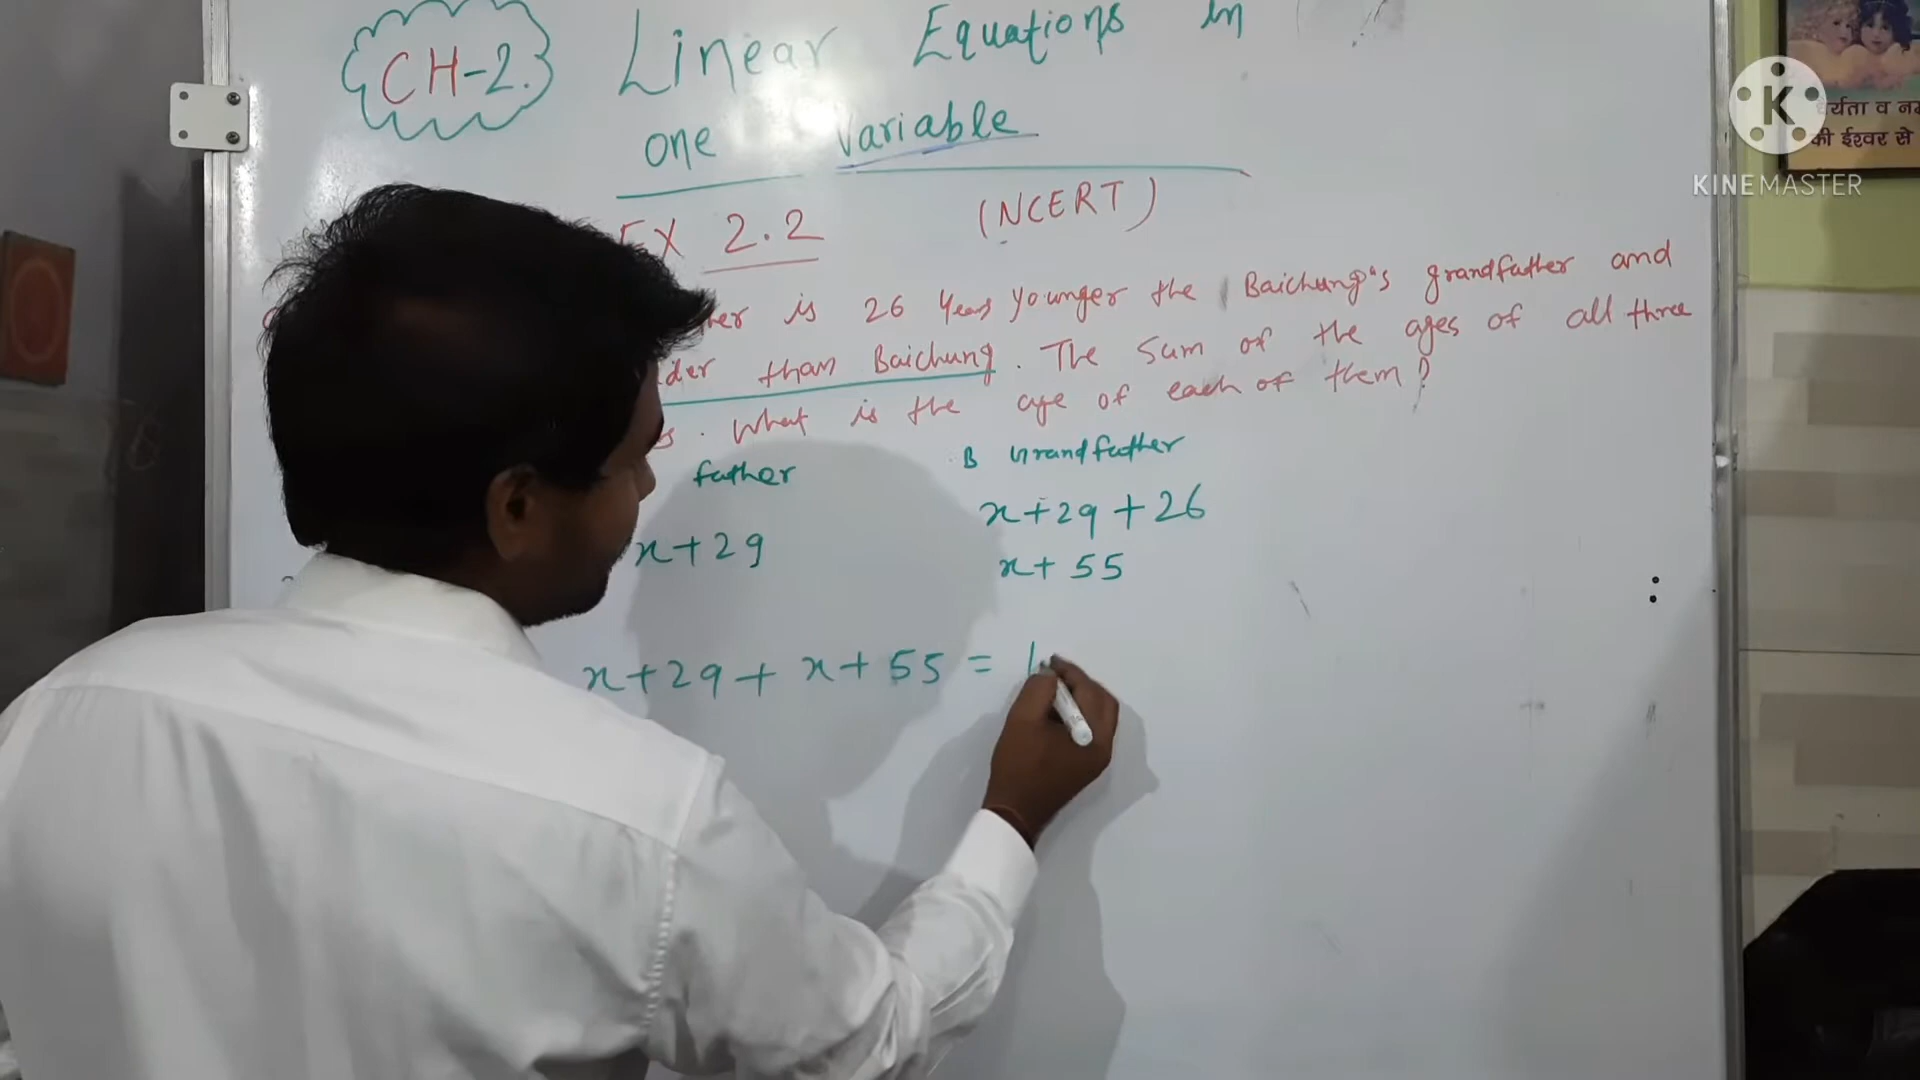 CH-2.
Linear Equations in
one variable
EX 2.2 (NCERT)
is 26 Years Younger the Baichung's grandfather and
than Baichung. The Sum of the ages of all three
. What is the age of each of them?
father B Grandfather
x+29+26
x+29
x+55
x+29+x+55=
K
KINEMASTER
र्यता व
की ईश्वर से